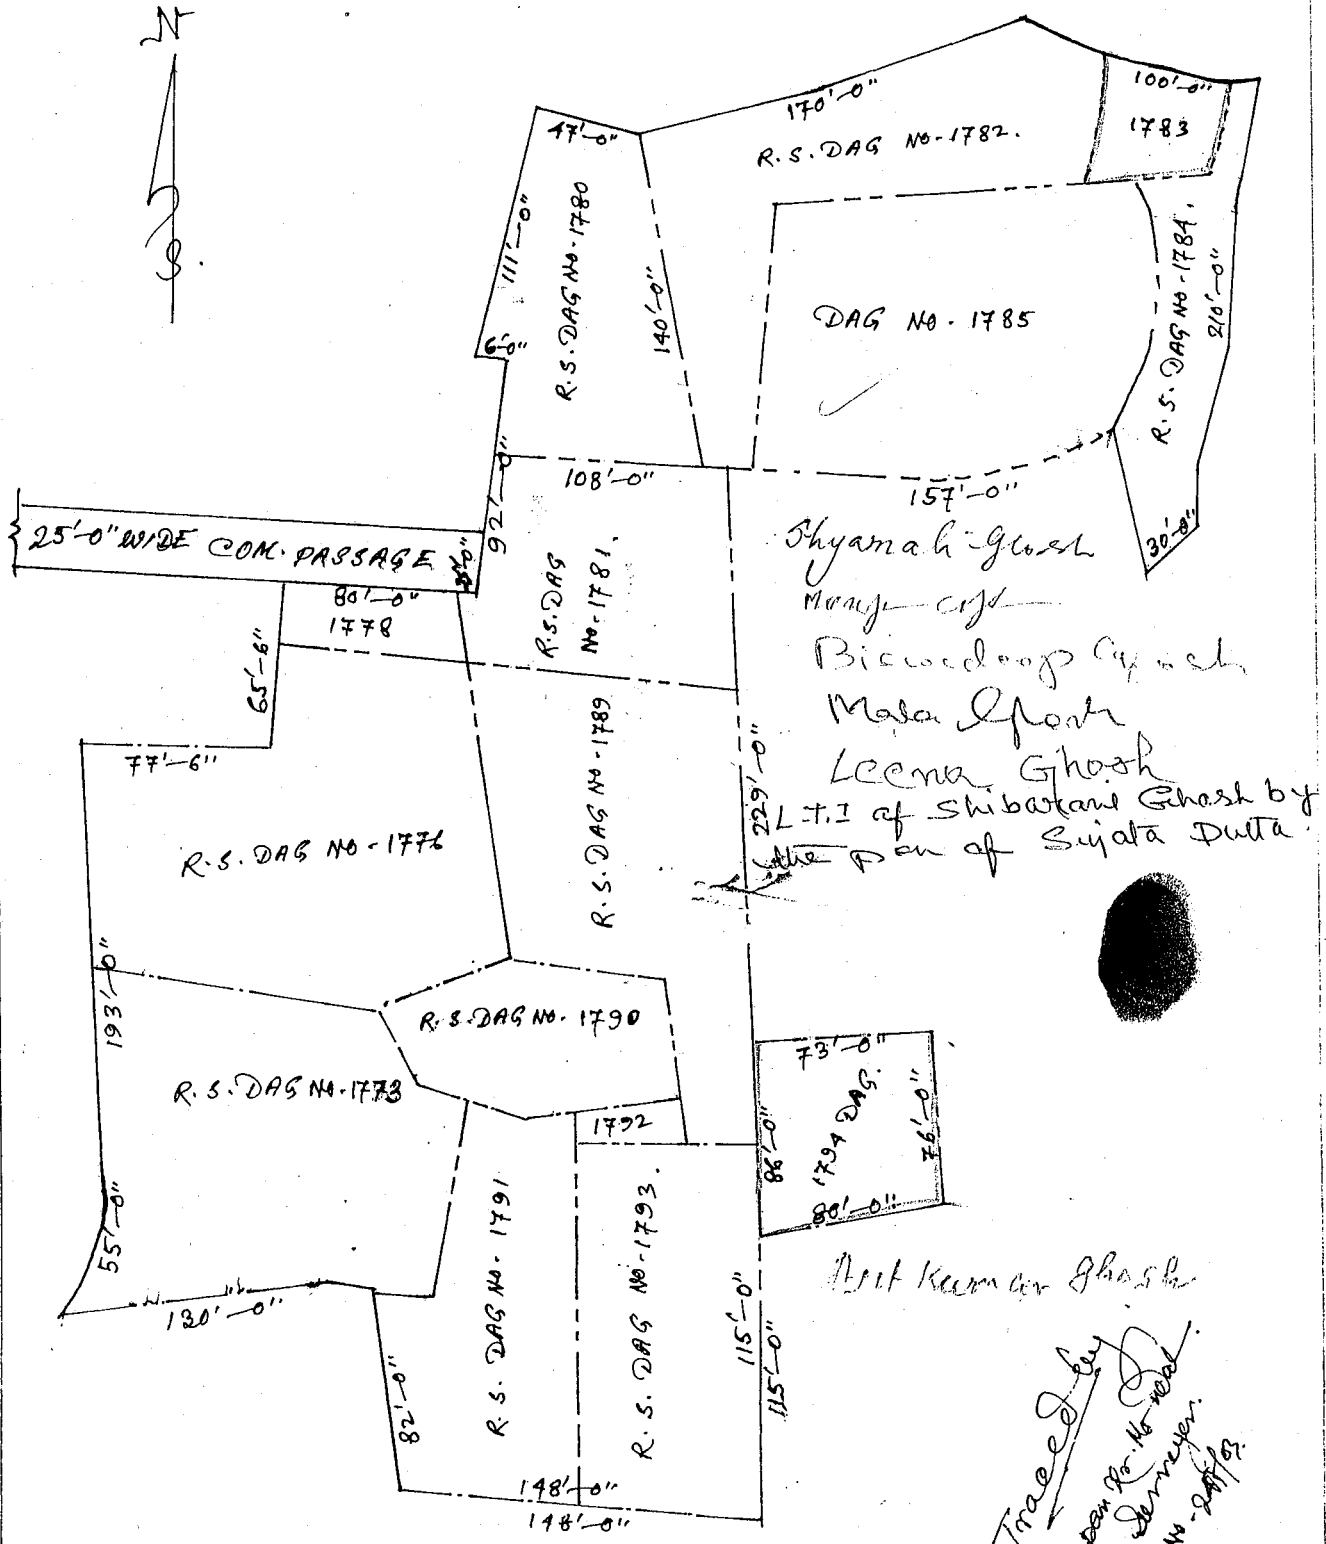 N
S.
47'-0"
170'-0"
100'-0"
1783
R.S. DAG NO-1782.
111'-0"
R.S. DAG NO-1780
140'-0"
6'-0"
DAG NO-1785
R.S. DAG NO-1784.
210'-0"
30'-0"
108'-0"
157'-0"
92'-0"
25'-0" WIDE COM. PASSAGE
80'-0"
1778
R.S. DAG
NO-1781.
65'-6"
77'-6"
Shyamali Ghosh
Mala Ghosh
Leena Ghosh
L.T.I of Shibarani Ghosh by
the pen of Sujata Dutta.
229'-0"
R.S. DAG NO-1776
R.S. DAG NO-1789
193'-0"
R.S. DAG NO-1790
R.S. DAG NO-1773
1792
73'-0"
1794 DAG.
86'-0"
76'-0"
80'-0"
55'-0"
130'-0"
R.S. DAG NO-1791
R.S. DAG NO-1793.
Asit Kumar Ghosh
82'-0"
115'-0"
115'-0"
148'-0"
148'-0"
Traced by
Surveyor.